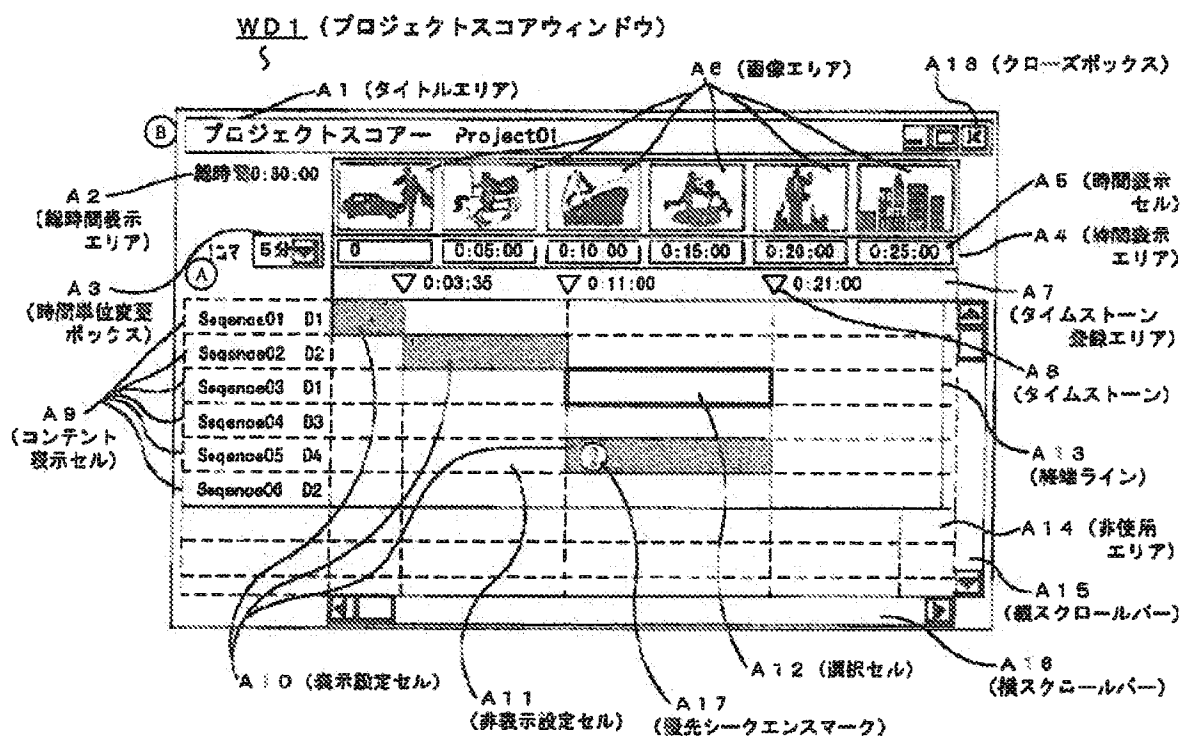 WD1 (プロジェクトスコアウィンドウ)
A6 (画像エリア)
A18 (クローズボックス)
A1 (タイトルエリア)
B
プロジェクトスコアー Project01
総時間0:30:00
A2
(総時間表示
エリア)
A5 (時間表示
セル)
A4 (時間表示
エリア)
コマ 5分
0 0:05:00 0:10:00 0:15:00 0:20:00 0:25:00
A
A3
(時間単位変更
ボックス)
0:03:35 0:11:00 0:21:00
A7
(タイムストーン
登録エリア)
Seqence01 D1
Seqence02 D2
Seqence03 D1
Seqence04 D3
Seqence05 D4
Seqence06 D2
A8
(タイムストーン)
A9
(コンテント
表示セル)
A13
(終端ライン)
A14 (非使用
エリア)
A15
(縦スクロールバー)
A16
(横スクロールバー)
A10 (表示設定セル)
A11
(非表示設定セル)
A12 (選択セル)
A17
(優先シークエンスマーク)